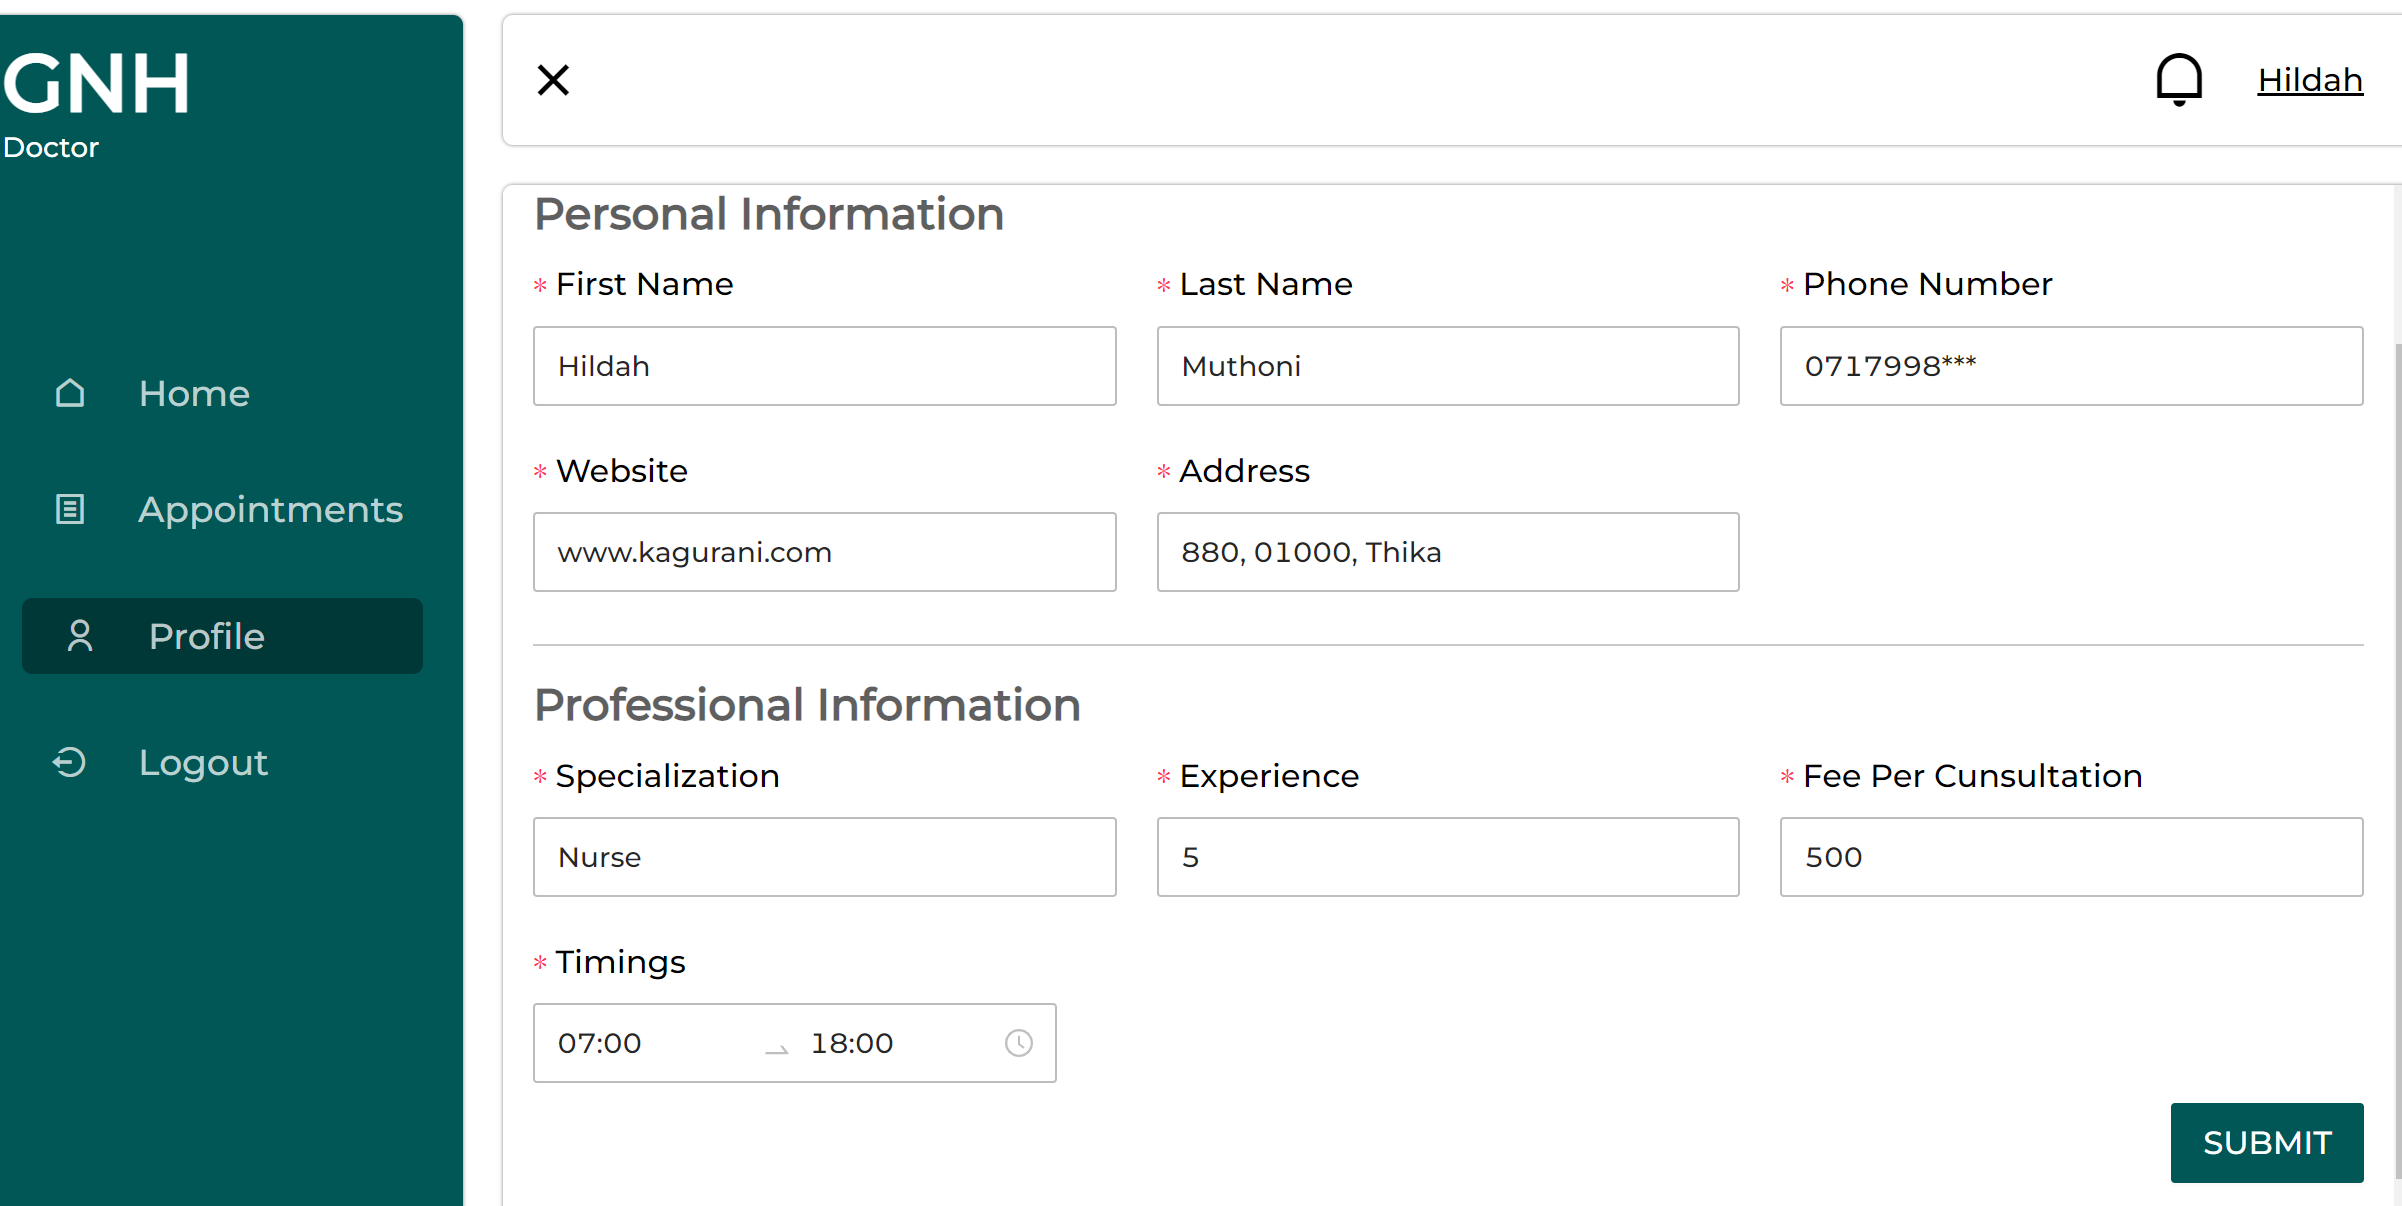 GNH
Doctor
Home
Appointments
Profile
Logout
Hildah
Personal Information
* First Name
* Last Name
* Phone Number
Hildah
Muthoni
0717998***
* Website
* Address
www.kagurani.com
880, 01000, Thika
Professional Information
* Specialization
* Experience
* Fee Per Cunsultation
Nurse
5
500
* Timings
07:00
18:00
SUBMIT